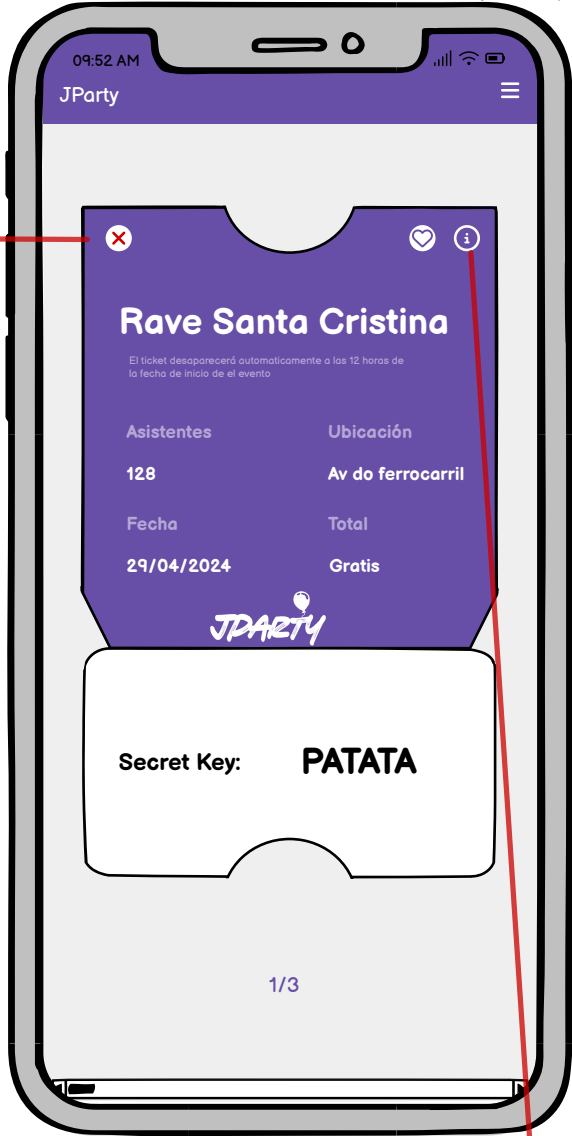 09:52 AM
JParty
Rave Santa Cristina
El ticket desaparecerá automaticamente a las 12 horas de
la fecha de inicio de el evento
Asistentes
Ubicación
128
Av do ferrocarril
Fecha
Total
29/04/2024
Gratis
JPARTY
Secret Key:
PATATA
1/3